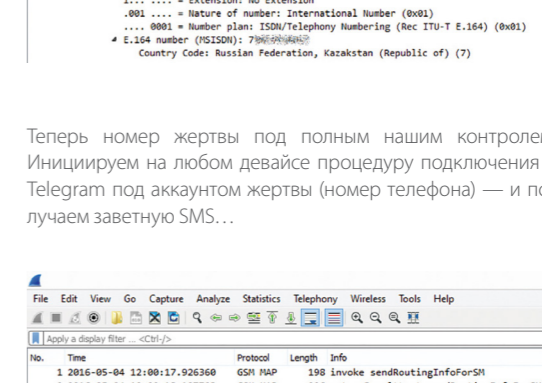 1... .... = Extension: No Extension
.001 .... = Nature of number: International Number (0x01)
.... 0001 = Number plan: ISDN/Telephony Numbering (Rec ITU-T E.164) (0x01)
E.164 number (MSISDN): 7
Country Code: Russian Federation, Kazakstan (Republic of) (7)
Теперь номер жертвы под полным нашим контролем
Инициируем на любом девайсе процедуру подключения
Telegram под аккаунтом жертвы (номер телефона) — и по
лучаем заветную SMS…
File Edit View Go Capture Analyze Statistics Telephony Wireless Tools Help
Apply a display filter ... <Ctrl-/>
No. Time Protocol Length Info
1 2016-05-04 12:00:17.926360 GSM MAP 198 invoke sendRoutingInfoForSM